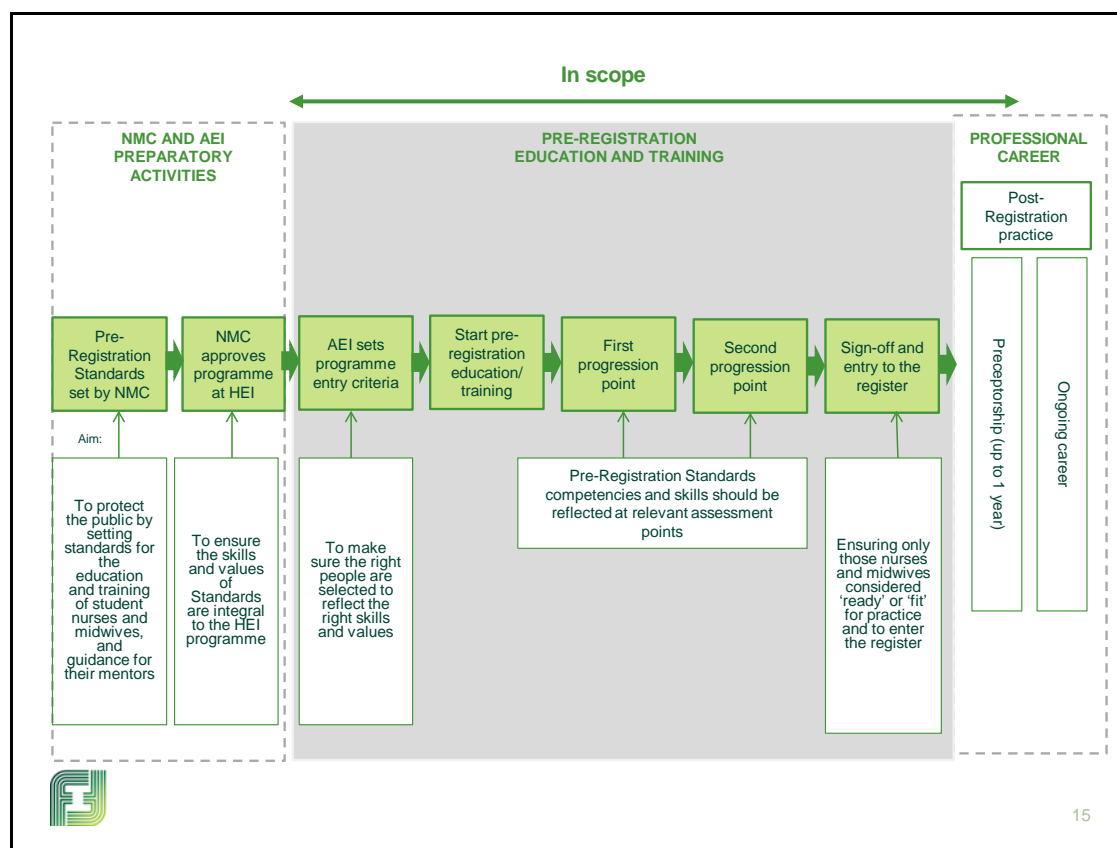 In scope
NMC AND AEI
PREPARATORY
ACTIVITIES
PRE-REGISTRATION
EDUCATION AND TRAINING
PROFESSIONAL
CAREER
Post-
Registration
practice
Pre-
Registration
Standards
set by NMC
NMC
approves
programme
at HEI
AEI sets
programme
entry criteria
Start pre-
registration
education/
training
First
progression
point
Second
progression
point
Sign-off and
entry to the
register
Preceptorship (up to 1 year)
Ongoing career
Aim:
To protect
the public by
setting
standards for
the
education
and training
of student
nurses and
midwives,
and
guidance for
their mentors
To ensure
the skills
and values
of
Standards
are integral
to the HEI
programme
To make
sure the right
people are
selected to
reflect the
right skills
and values
Pre-Registration Standards
competencies and skills should be
reflected at relevant assessment
points
Ensuring only
those nurses
and midwives
considered
‘ready’ or ‘fit’
for practice
and to enter
the register
15